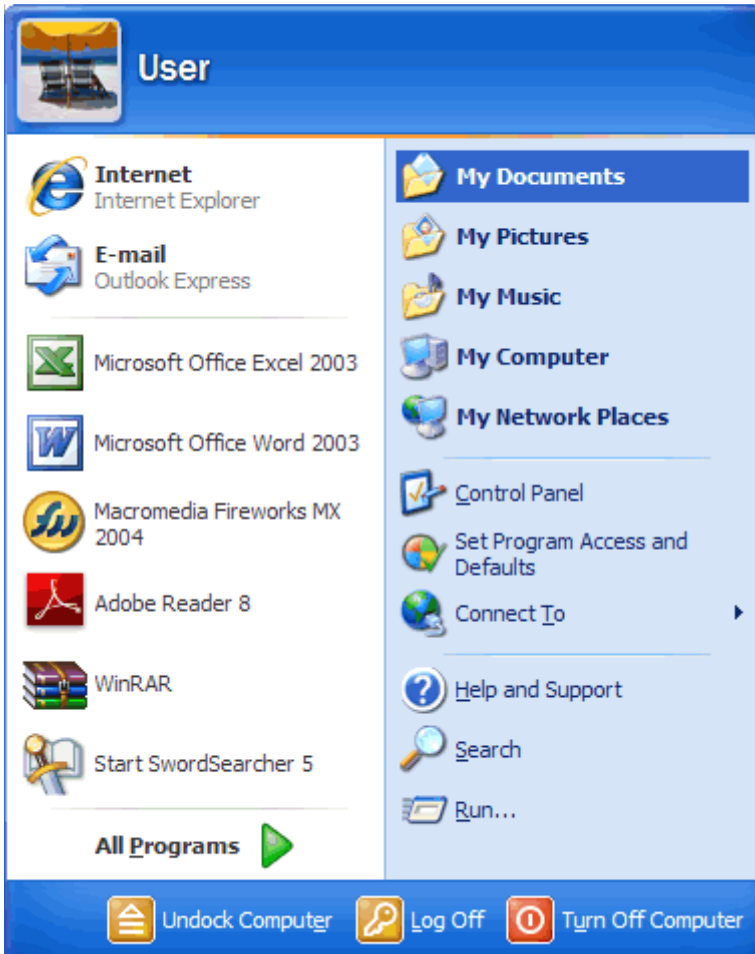 User
Internet
Internet Explorer
E-mail
Outlook Express
Microsoft Office Excel 2003
Microsoft Office Word 2003
Macromedia Fireworks MX
2004
Adobe Reader 8
WinRAR
Start SwordSearcher 5
All Programs
My Documents
My Pictures
My Music
My Computer
My Network Places
Control Panel
Set Program Access and
Defaults
Connect To
Help and Support
Search
Run...
Undock Computer
Log Off
Turn Off Computer